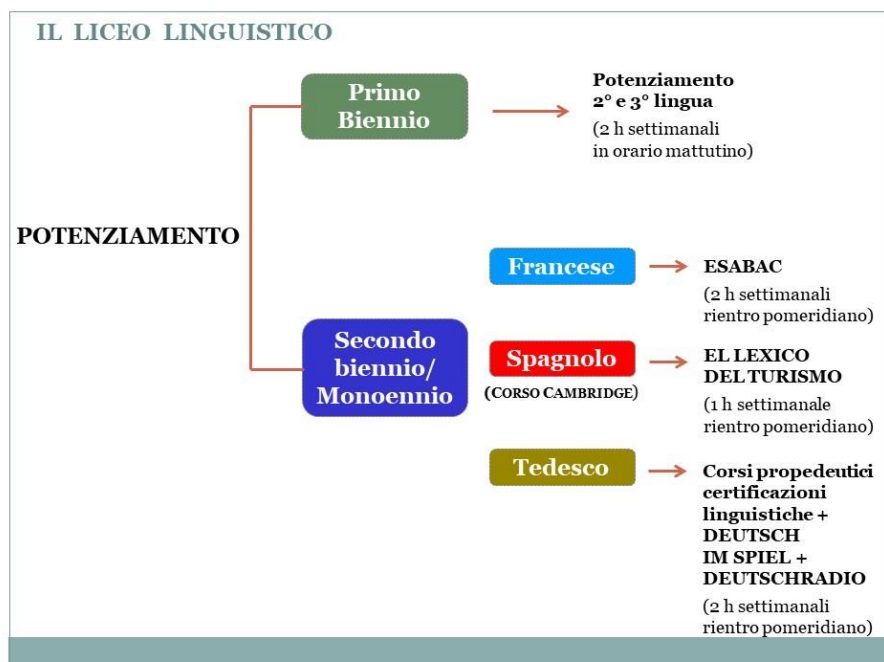 IL LICEO LINGUISTICO
Primo
Biennio
Potenziamento
2° e 3° lingua
(2 h settimanali
in orario mattutino)
POTENZIAMENTO
Francese
ESABAC
(2 h settimanali
rientro pomeridiano)
Secondo
biennio/
Monoennio
Spagnolo
(CORSO CAMBRIDGE)
EL LEXICO
DEL TURISMO
(1 h settimanale
rientro pomeridiano)
Tedesco
Corsi propedeutici
certificazioni
linguistiche +
DEUTSCH
IM SPIEL +
DEUTSCHRADIO
(2 h settimanali
rientro pomeridiano)